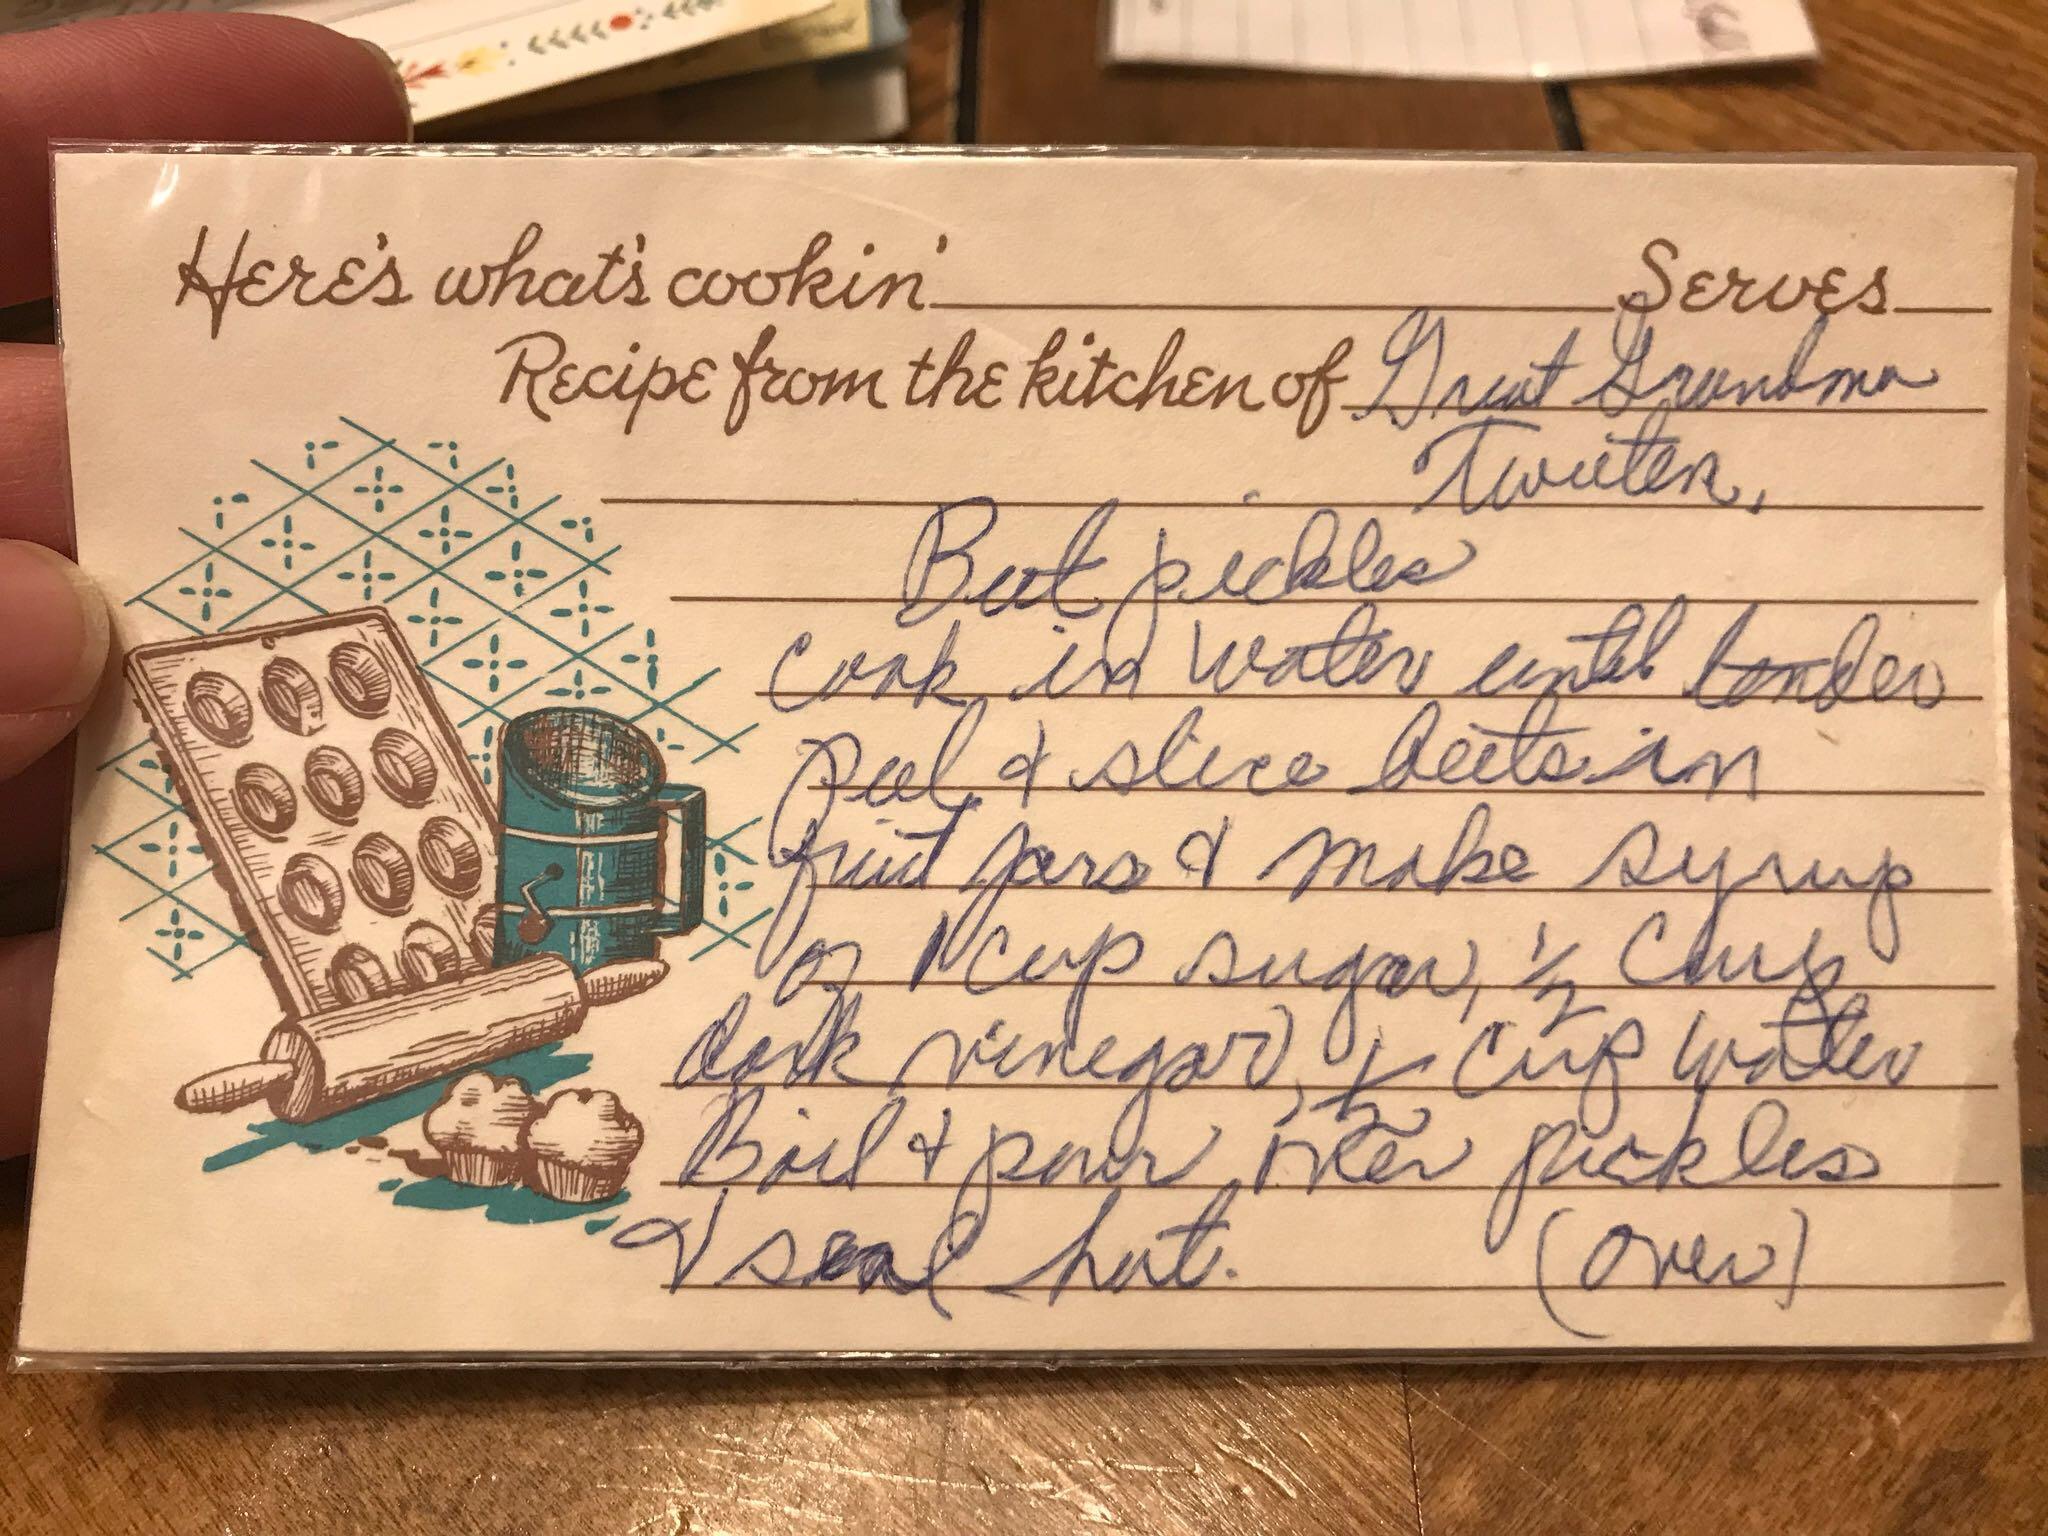 Here's what's cookin' Serves
Recipe from the kitchen of Great Grandma
Tweten,
Beet pickles
Cook in water until tender
peel & slice beets in
fruit jars & make syrup
of 1 cup sugar, 1/2 cup
dark vinegar, 1/2 cup water
Boil & pour over pickles
& seal hot. (over)